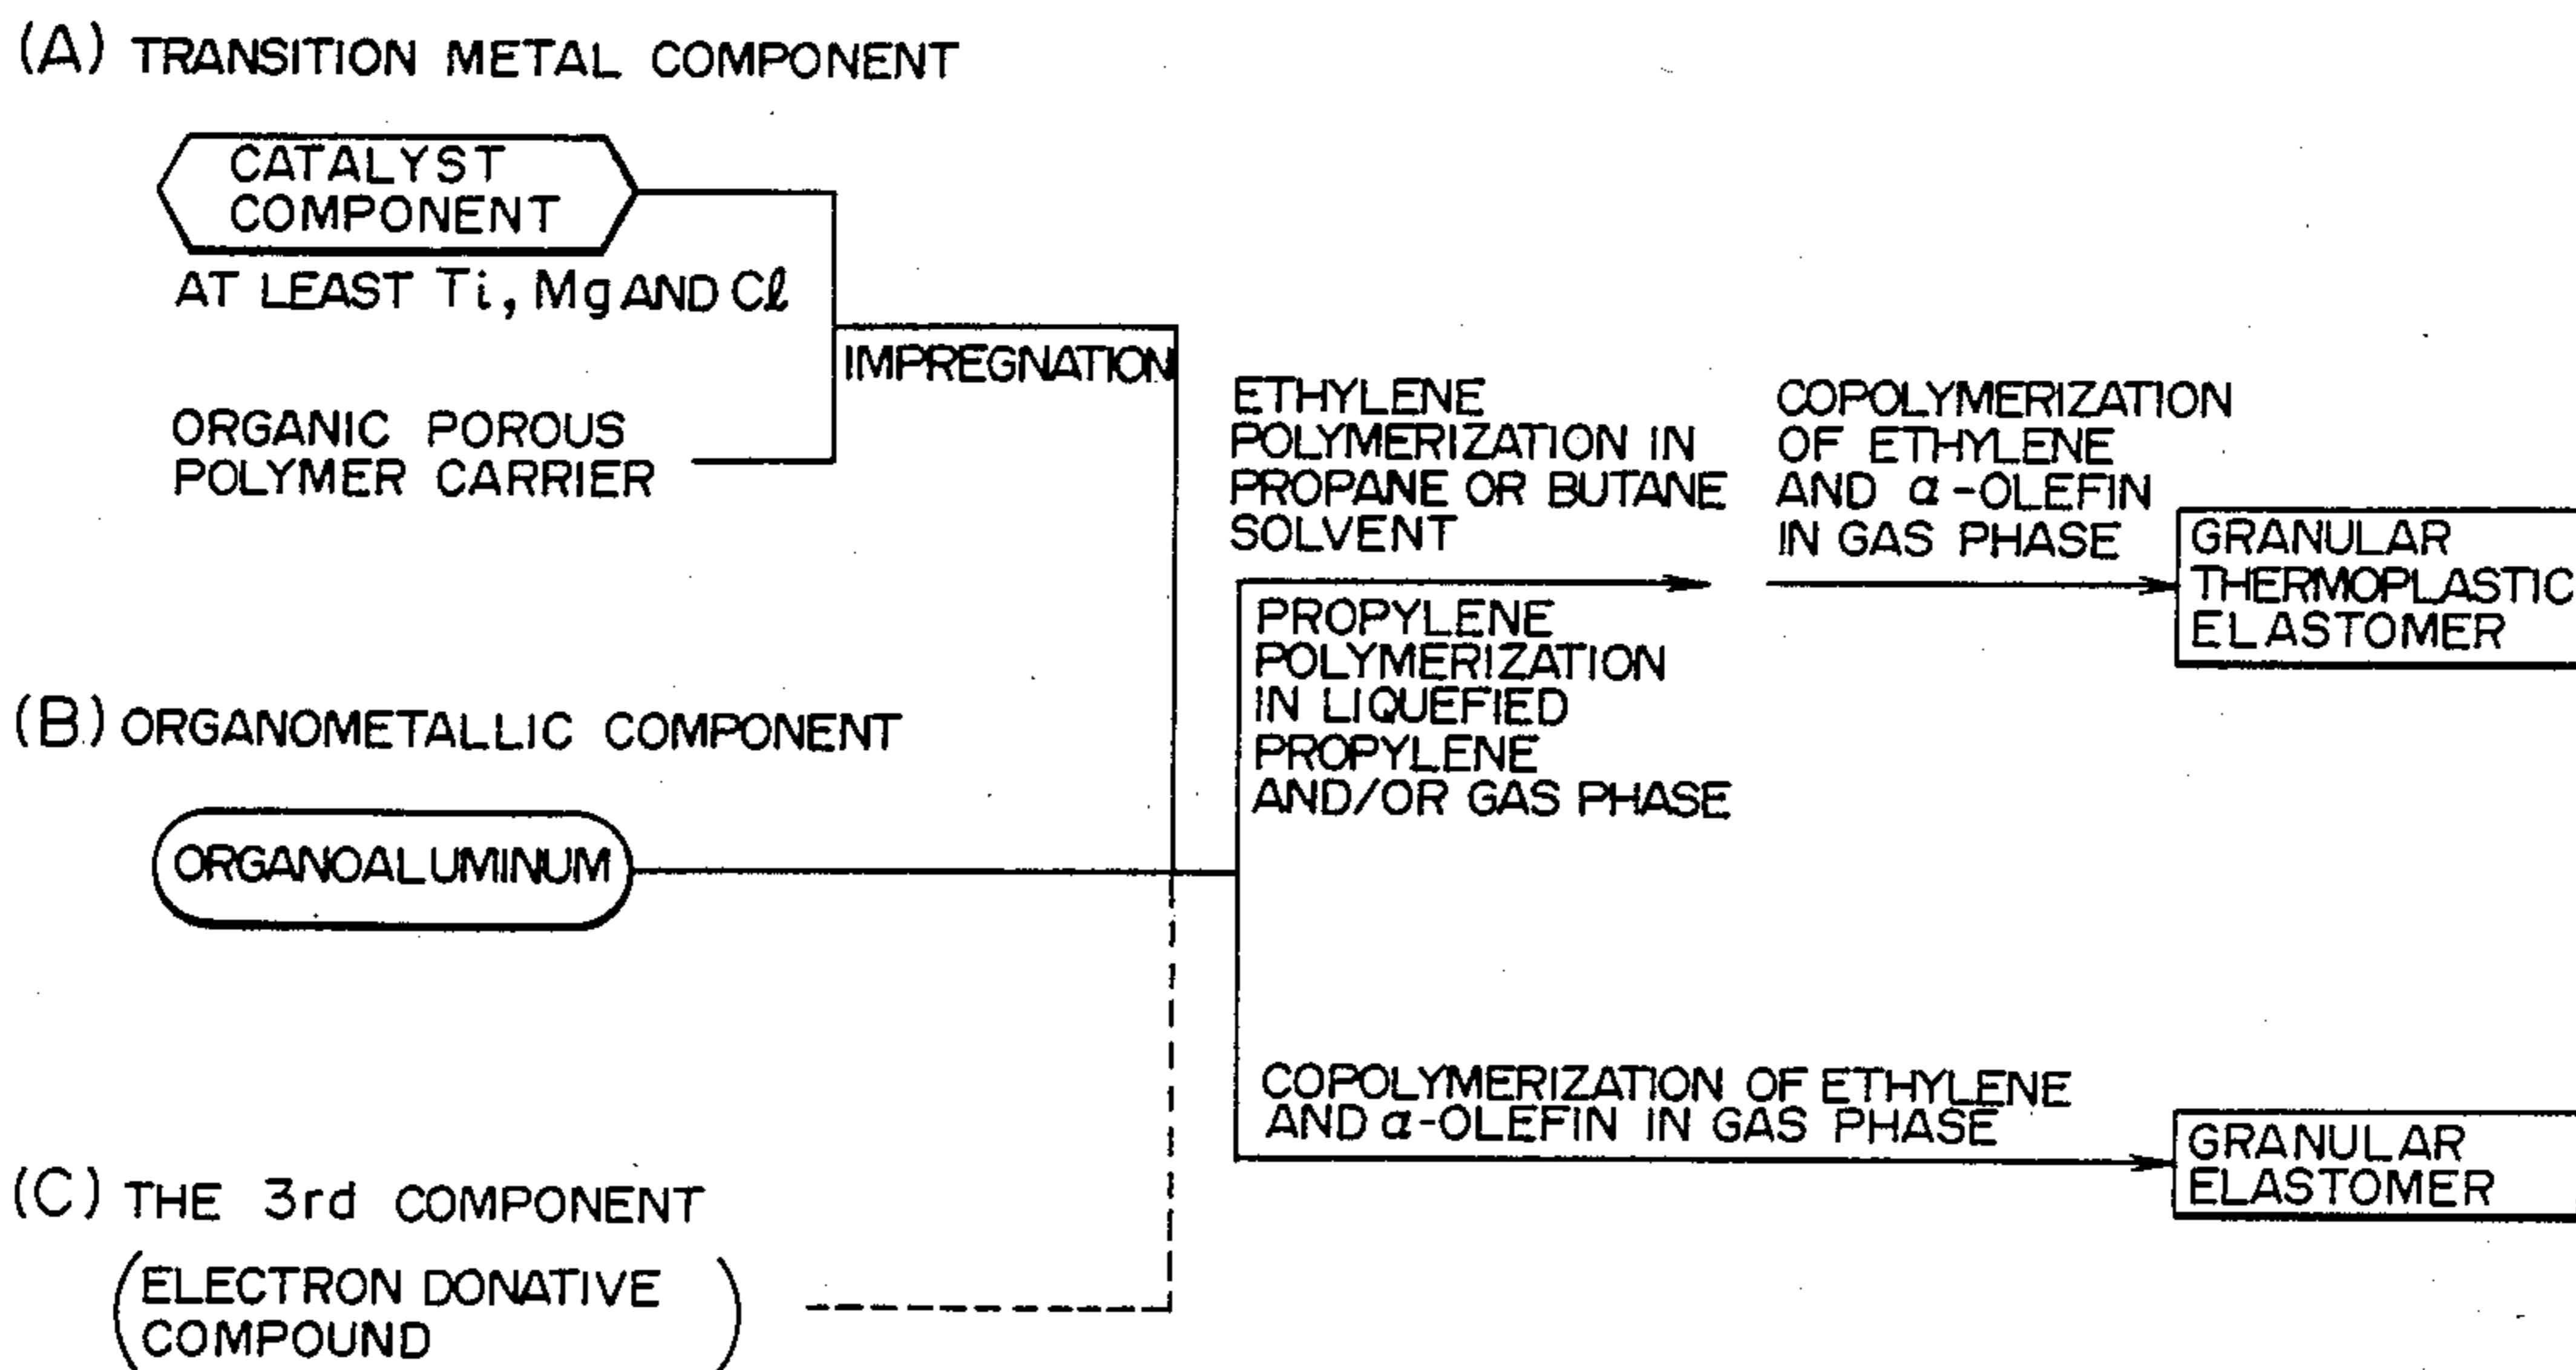 (A) TRANSITION METAL COMPONENT
CATALYST
COMPONENT
AT LEAST Ti, Mg AND Cℓ
IMPREGNATION
ORGANIC POROUS
POLYMER CARRIER
ETHYLENE
POLYMERIZATION IN
PROPANE OR BUTANE
SOLVENT
COPOLYMERIZATION
OF ETHYLENE
AND α-OLEFIN
IN GAS PHASE
GRANULAR
THERMOPLASTIC
ELASTOMER
PROPYLENE
POLYMERIZATION
IN LIQUEFIED
PROPYLENE
AND/OR GAS PHASE
(B) ORGANOMETALLIC COMPONENT
ORGANOALUMINUM
COPOLYMERIZATION OF ETHYLENE
AND α-OLEFIN IN GAS PHASE
GRANULAR
ELASTOMER
(C) THE 3rd COMPONENT
(ELECTRON DONATIVE
COMPOUND)